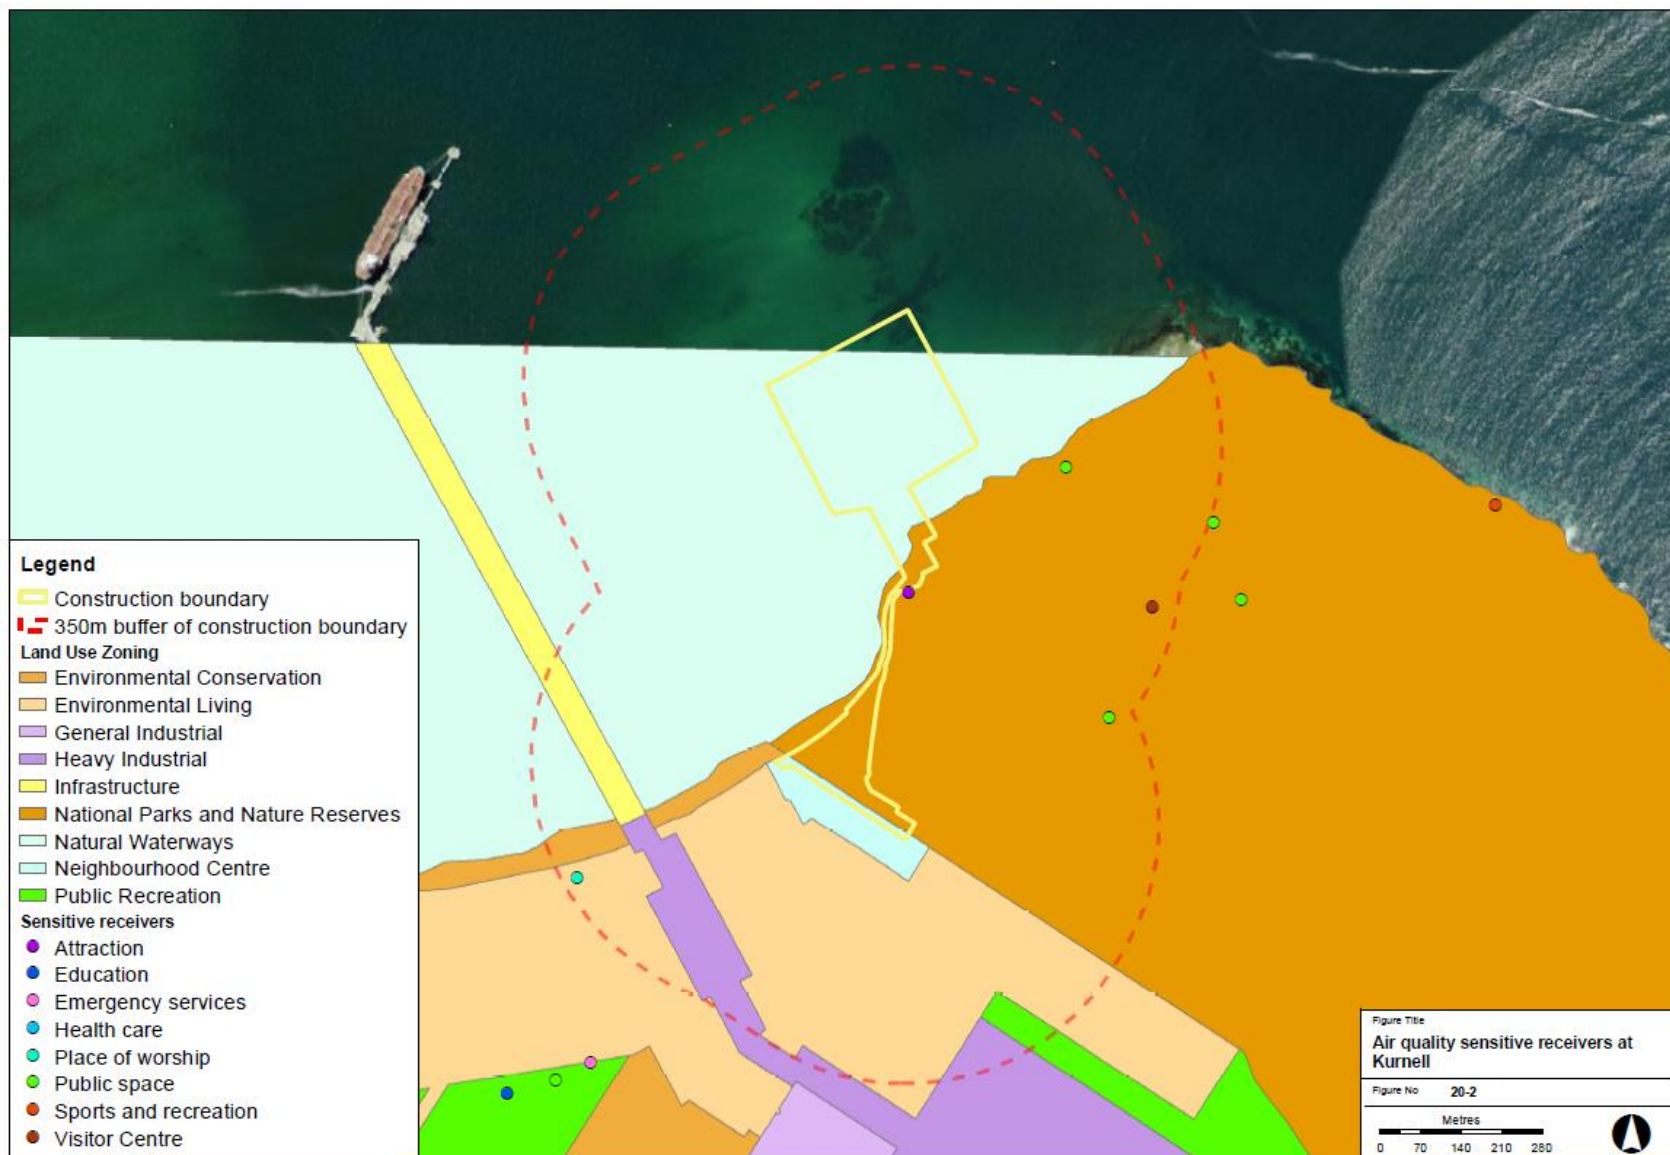 Legend
Construction boundary
350m buffer of construction boundary
Land Use Zoning
Environmental Conservation
Environmental Living
General Industrial
Heavy Industrial
Infrastructure
National Parks and Nature Reserves
Natural Waterways
Neighbourhood Centre
Public Recreation
Sensitive receivers
Attraction
Education
Emergency services
Health care
Place of worship
Public space
Sports and recreation
Visitor Centre
Figure Title
Air quality sensitive receivers at
Kurnell
Figure No 20-2
Metres
0 70 140 210 280